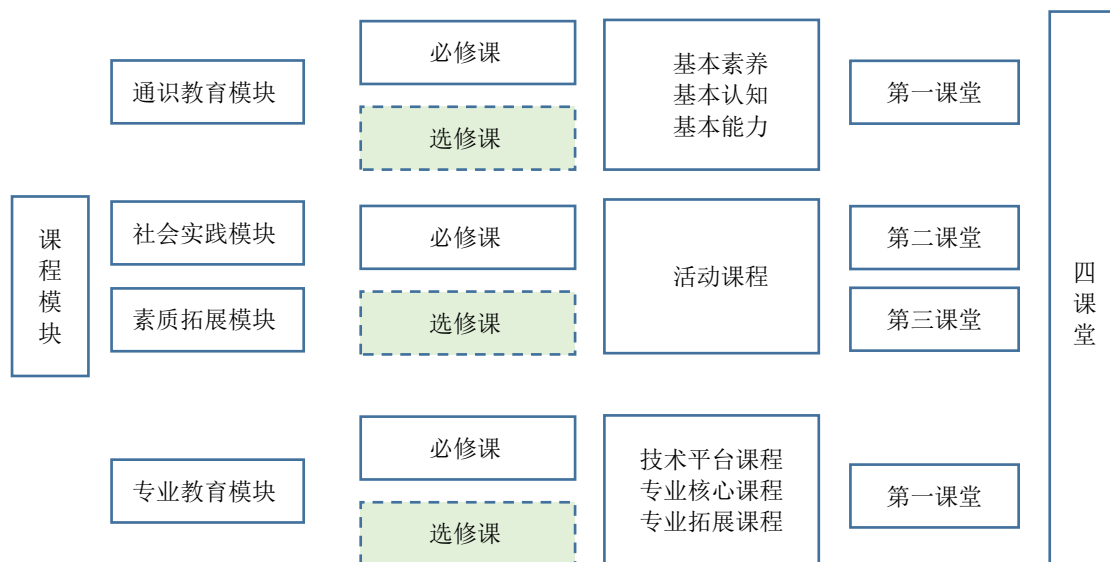 课程模块
通识教育模块
必修课
选修课
基本素养
基本认知
基本能力
第一课堂
社会实践模块
素质拓展模块
必修课
选修课
活动课程
第二课堂
第三课堂
专业教育模块
必修课
选修课
技术平台课程
专业核心课程
专业拓展课程
第一课堂
四课堂